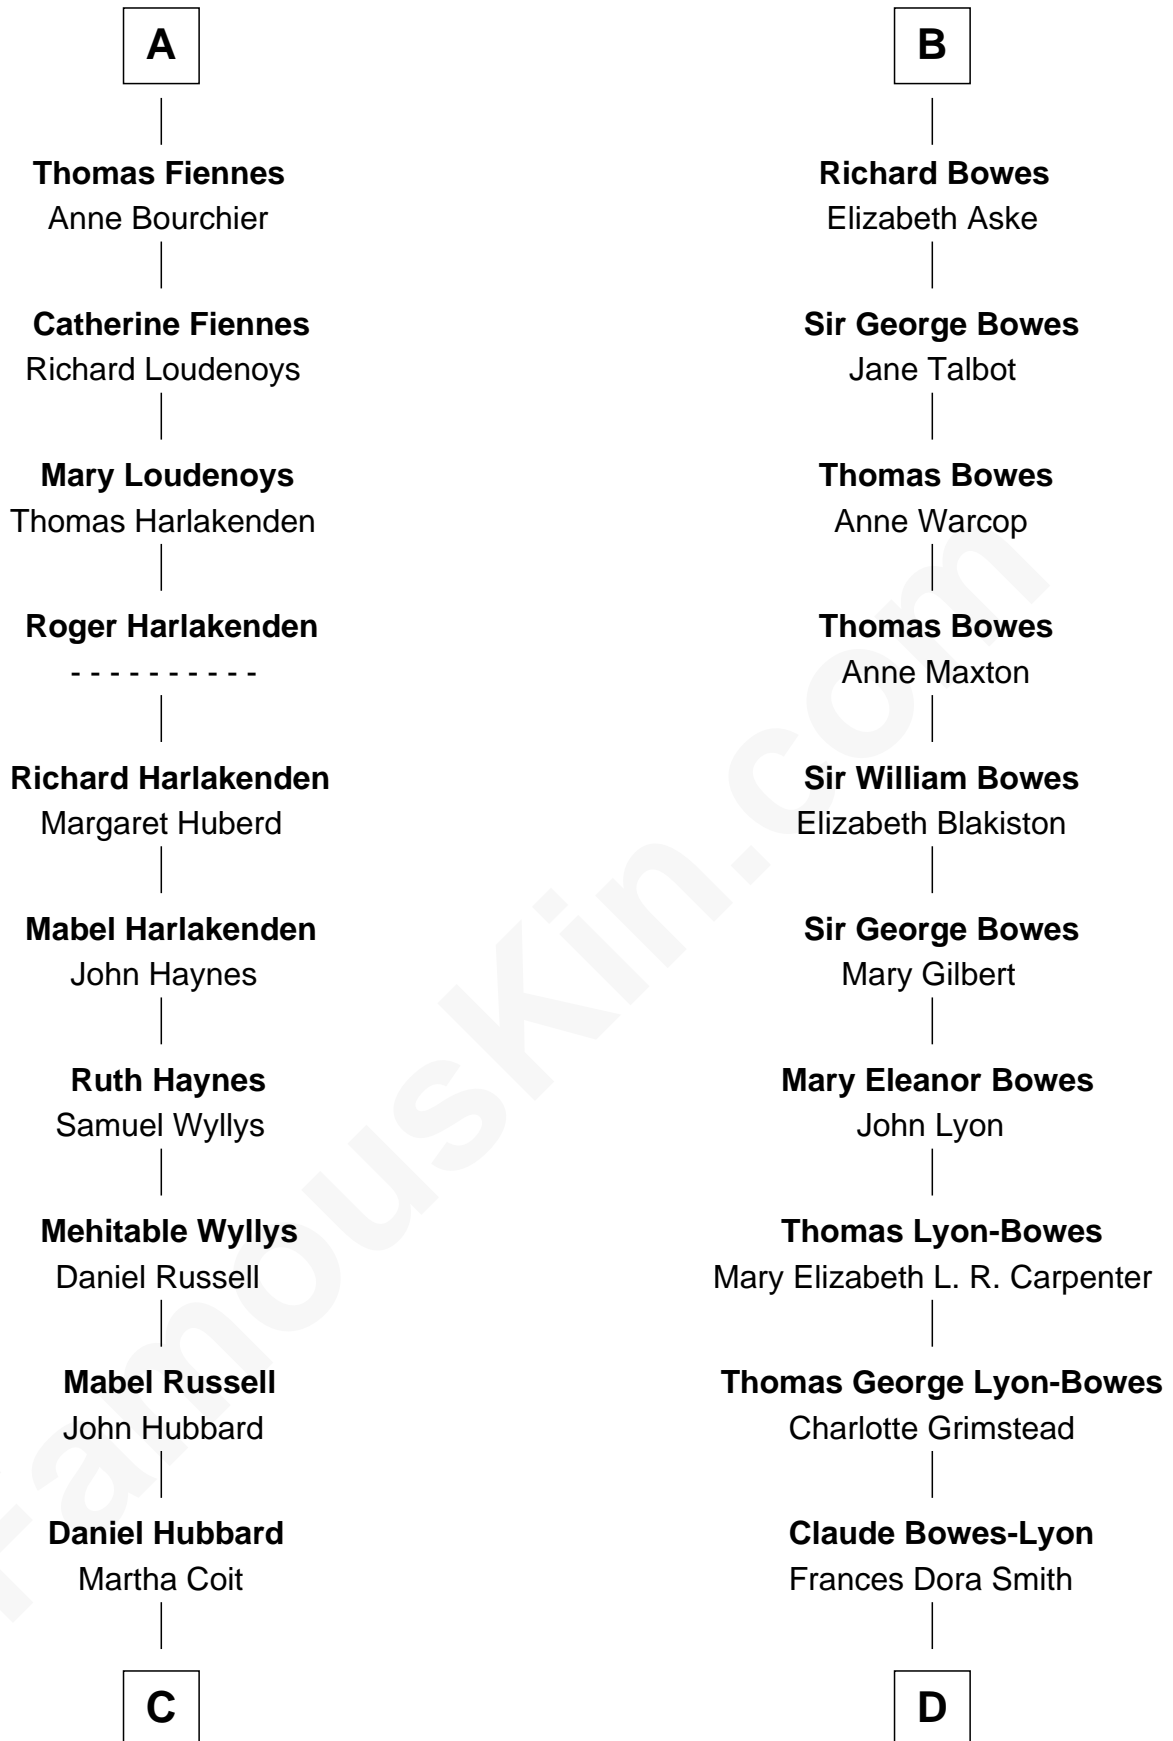 A
Thomas Fiennes
Anne Bourchier
Catherine Fiennes
Richard Loudenoys
Mary Loudenoys
Thomas Harlakenden
Roger Harlakenden
- - - - - - - - - -
Richard Harlakenden
Margaret Huberd
Mabel Harlakenden
John Haynes
Ruth Haynes
Samuel Wyllys
Mehitable Wyllys
Daniel Russell
Mabel Russell
John Hubbard
Daniel Hubbard
Martha Coit
C
B
Richard Bowes
Elizabeth Aske
Sir George Bowes
Jane Talbot
Thomas Bowes
Anne Warcop
Thomas Bowes
Anne Maxton
Sir William Bowes
Elizabeth Blakiston
Sir George Bowes
Mary Gilbert
Mary Eleanor Bowes
John Lyon
Thomas Lyon-Bowes
Mary Elizabeth L. R. Carpenter
Thomas George Lyon-Bowes
Charlotte Grimstead
Claude Bowes-Lyon
Frances Dora Smith
D
FamousKin.com